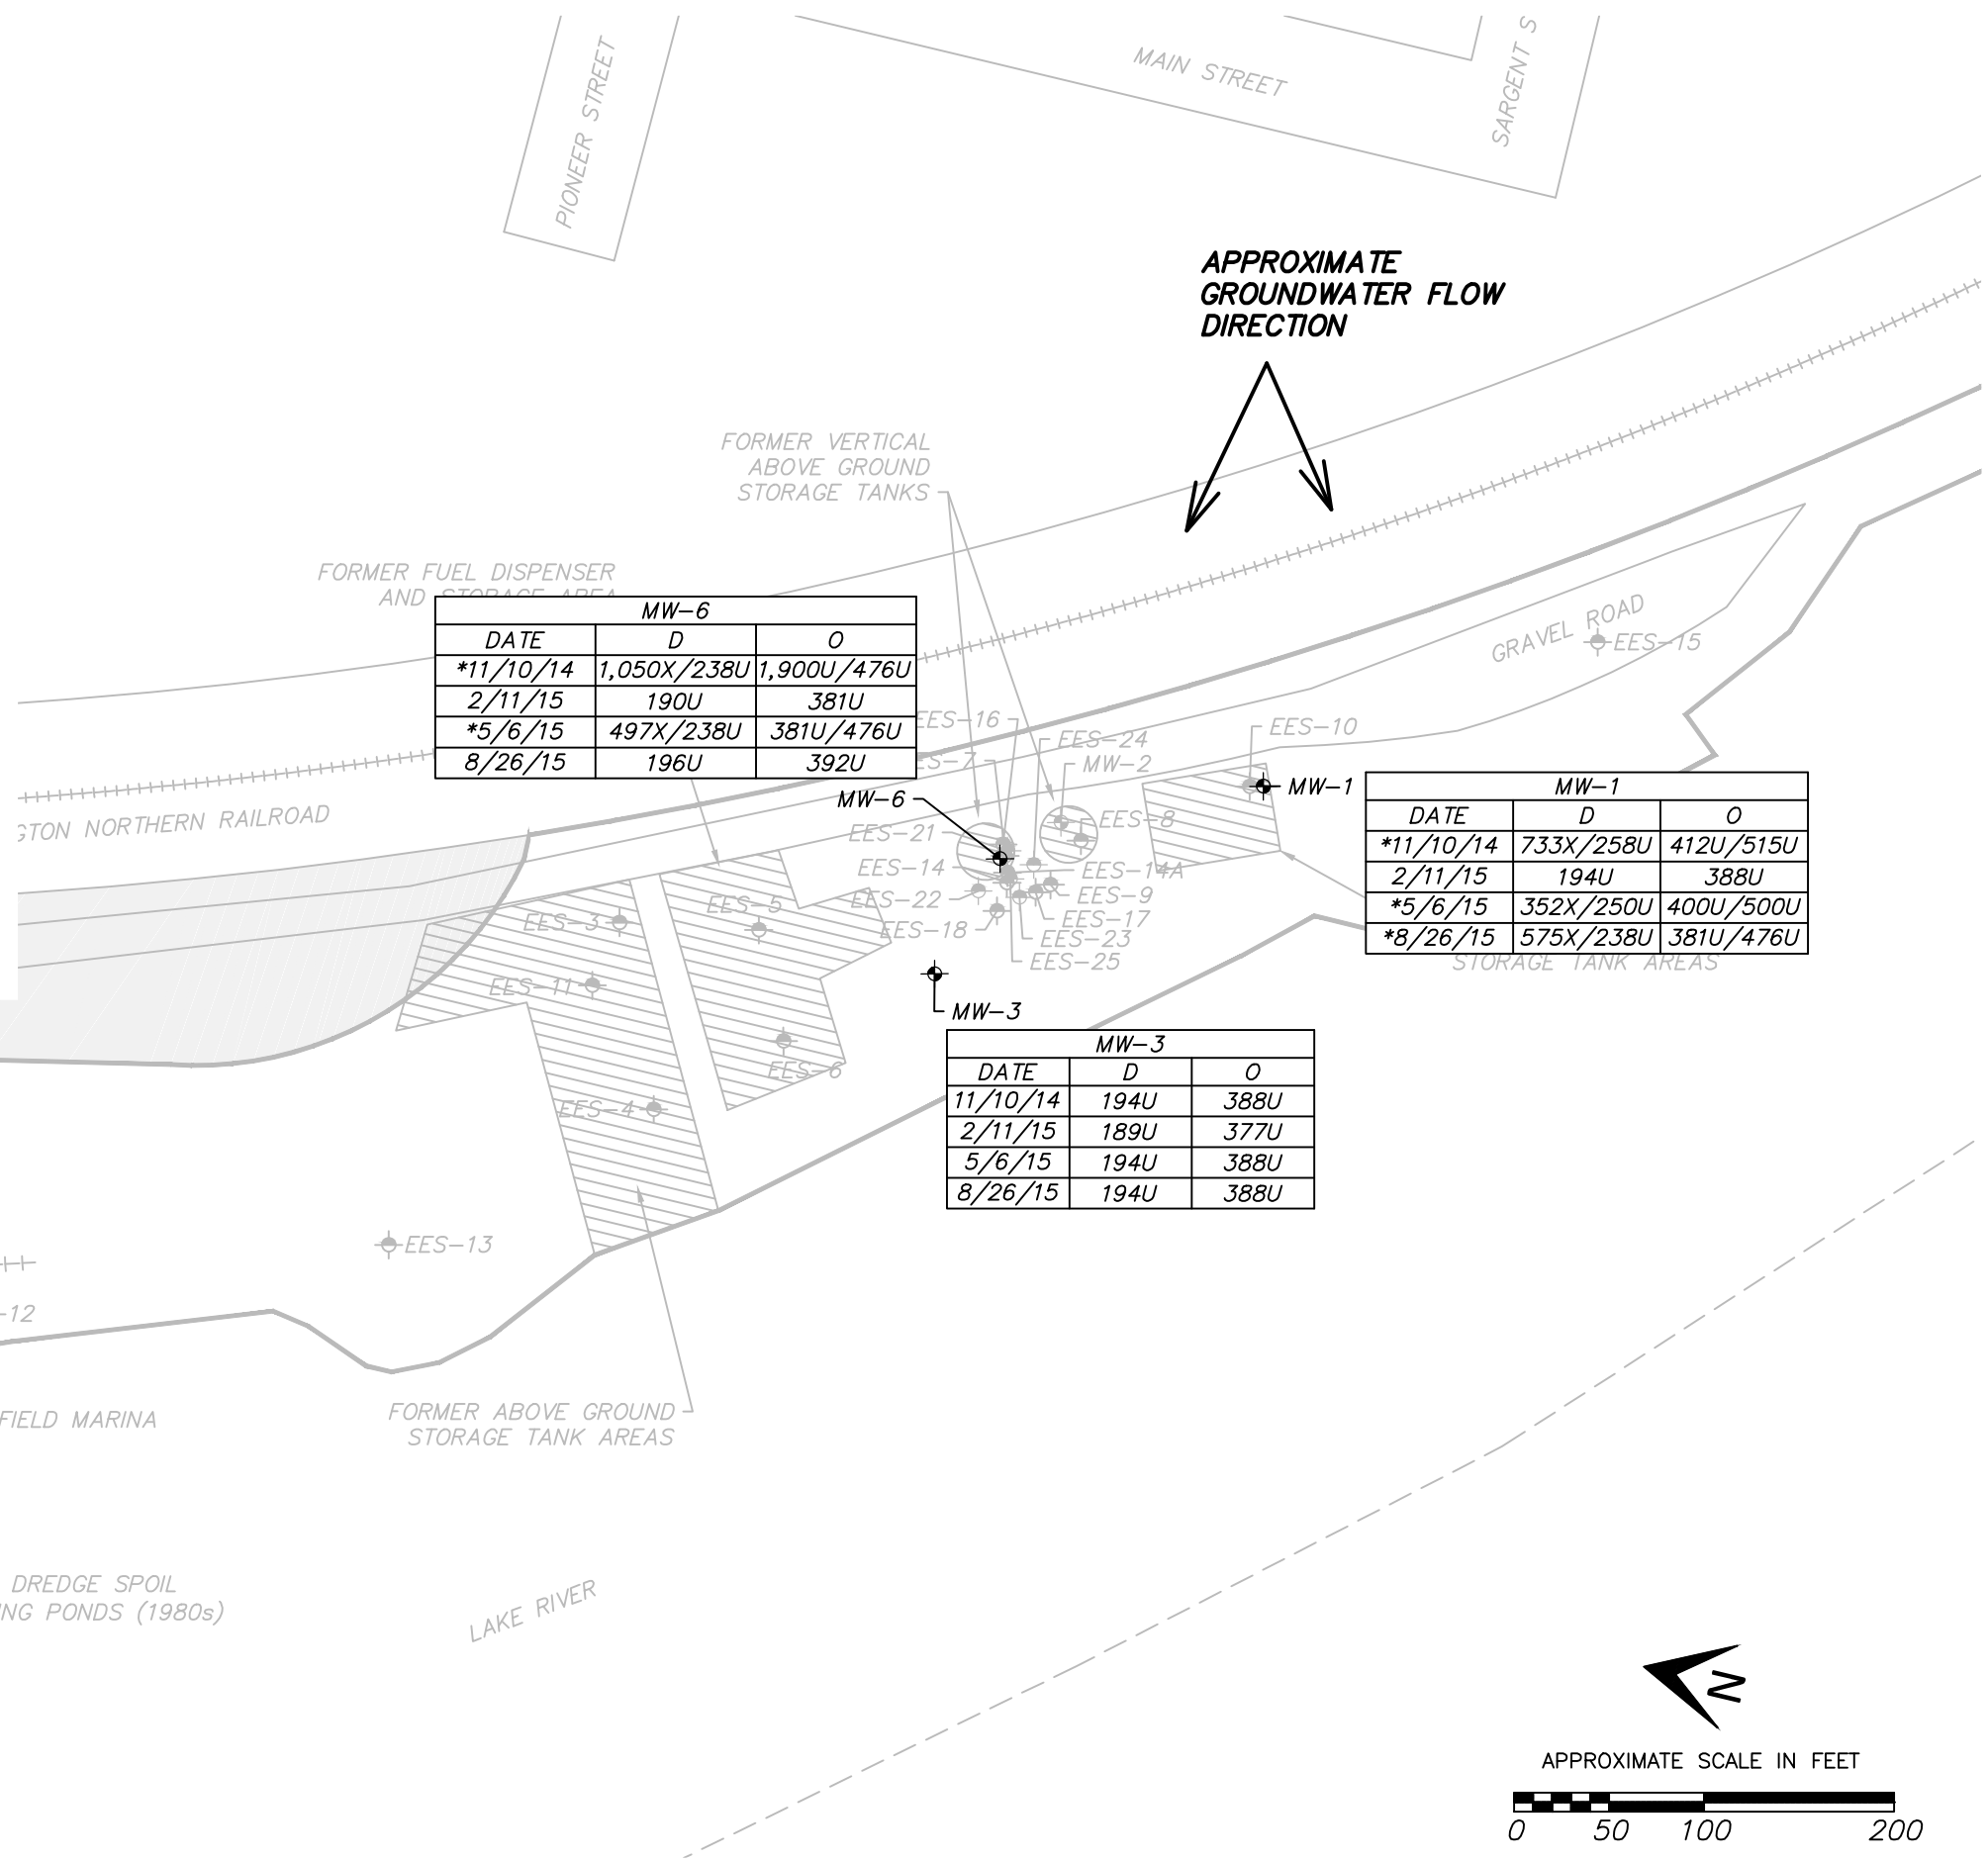 PIONEER STREET
MAIN STREET
SARGENT S
APPROXIMATE
GROUNDWATER FLOW
DIRECTION
FORMER VERTICAL
ABOVE GROUND
STORAGE TANKS
FORMER FUEL DISPENSER
AND STORAGE AREA
MW-6
DATE D O
*11/10/14 1,050X/238U 1,900U/476U
2/11/15 190U 381U
*5/6/15 497X/238U 381U/476U
8/26/15 196U 392U
GRAVEL ROAD
EES-15
EES-16
EES-10
EES-24
ES-7
MW-2
MW-6
MW-1
EES-21
EES-8
EES-14
EES-14A
EES-22
EES-9
EES-17
EES-18
EES-23
EES-25
MW-1
DATE D O
*11/10/14 733X/258U 412U/515U
2/11/15 194U 388U
*5/6/15 352X/250U 400U/500U
*8/26/15 575X/238U 381U/476U
STORAGE TANK AREAS
GTON NORTHERN RAILROAD
EES-3
EES-5
EES-11
MW-3
EES-6
EES-4
MW-3
DATE D O
11/10/14 194U 388U
2/11/15 189U 377U
5/6/15 194U 388U
8/26/15 194U 388U
EES-13
-12
FORMER ABOVE GROUND
STORAGE TANK AREAS
FIELD MARINA
DREDGE SPOIL
NG PONDS (1980s)
LAKE RIVER
N
APPROXIMATE SCALE IN FEET
0 50 100 200